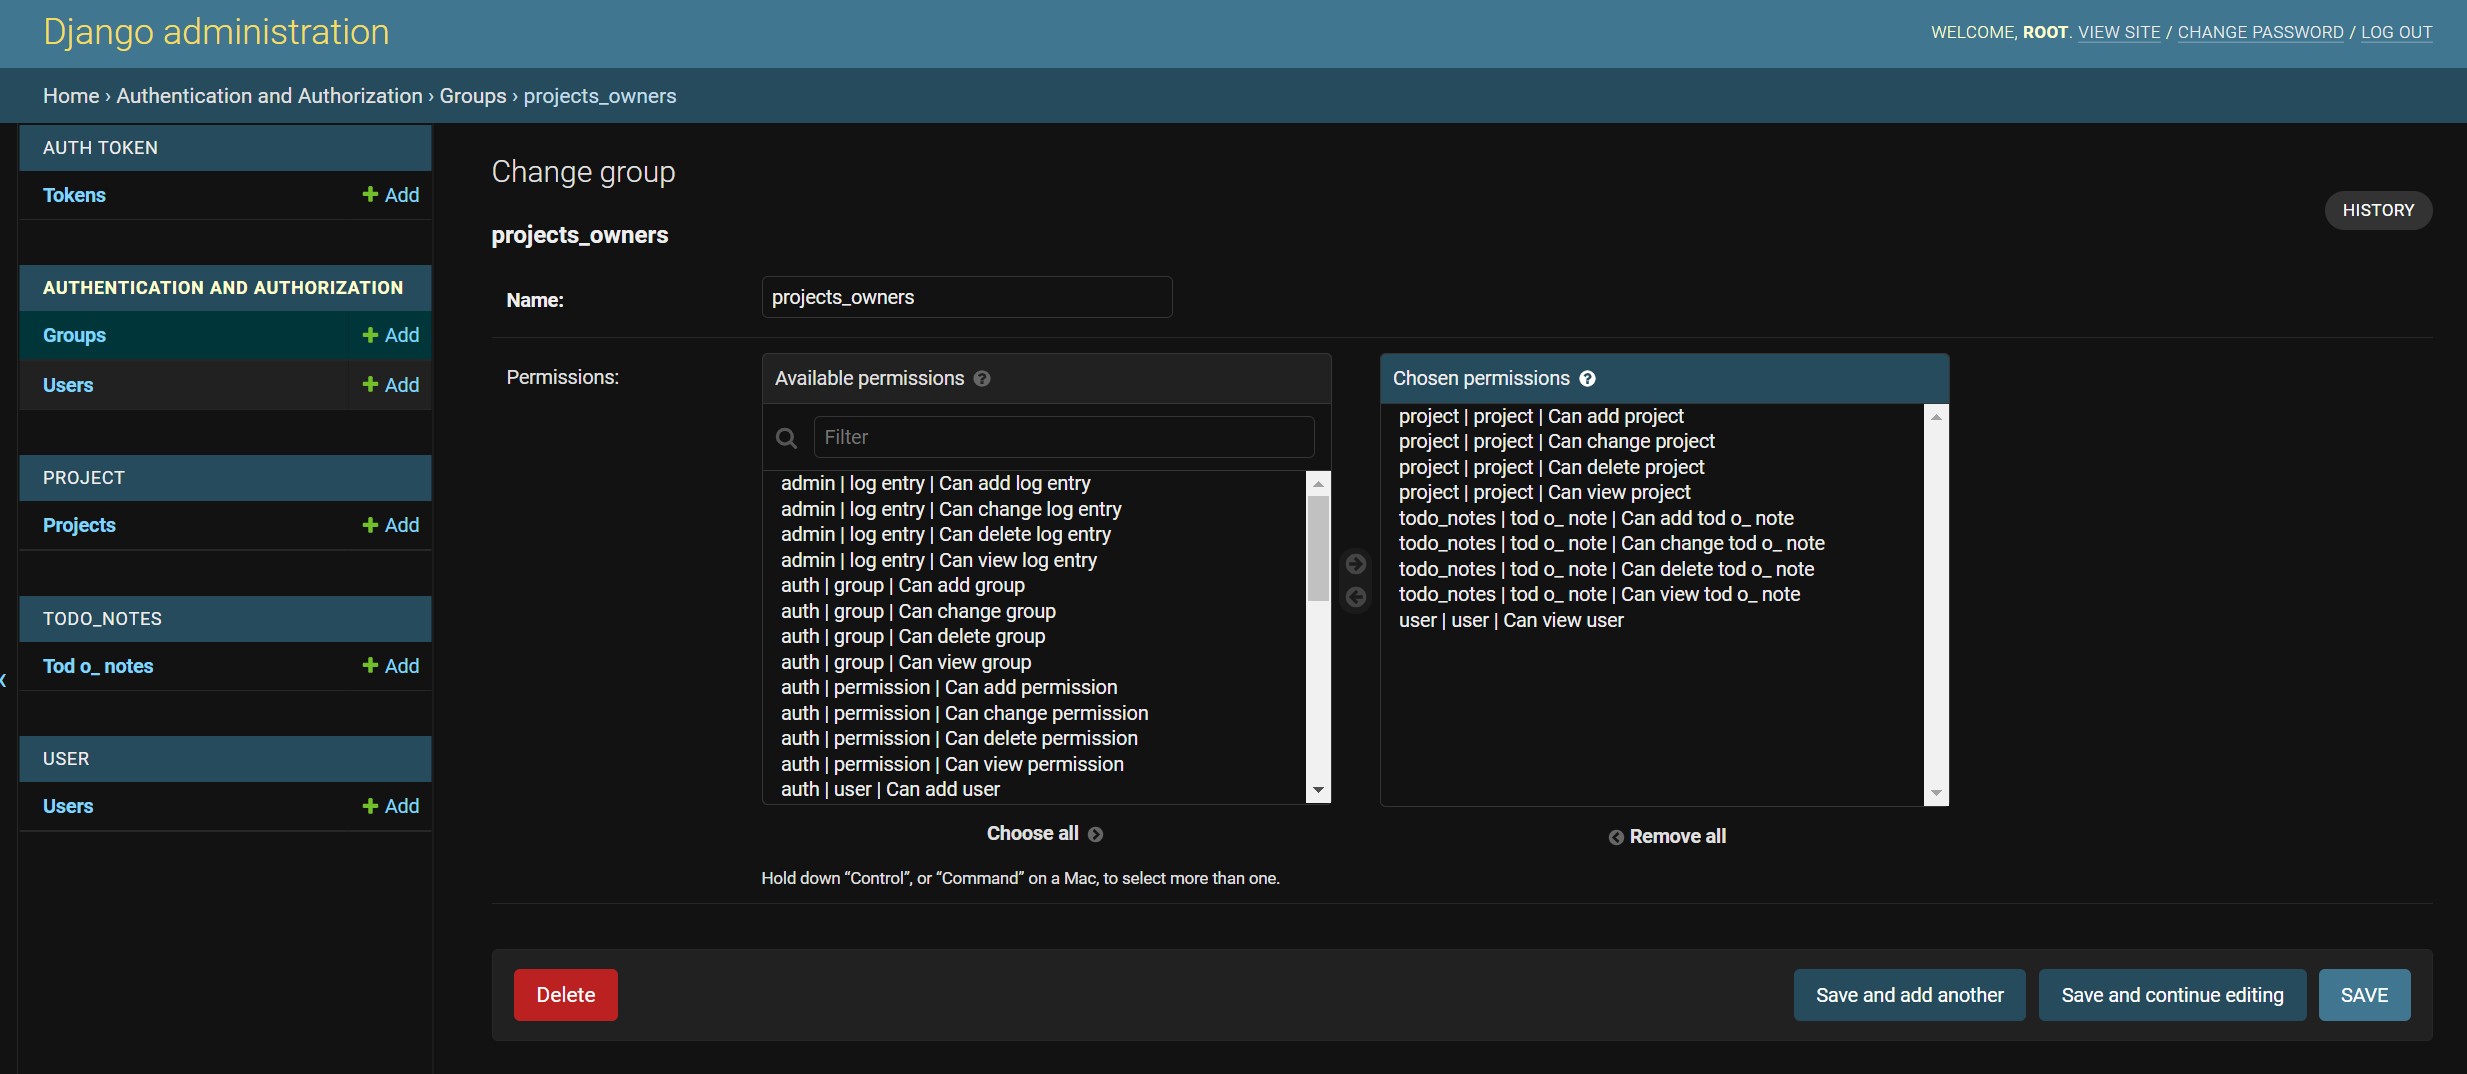 Django administration
WELCOME, ROOT. VIEW SITE / CHANGE PASSWORD / LOG OUT
Home › Authentication and Authorization › Groups › projects_owners
AUTH TOKEN
Tokens
Add
AUTHENTICATION AND AUTHORIZATION
Groups
Add
Users
Add
PROJECT
Projects
Add
TODO_NOTES
Tod o_ notes
Add
USER
Users
Add
Change group
HISTORY
projects_owners
Name:
projects_owners
Permissions:
Available permissions
Filter
admin | log entry | Can add log entry
admin | log entry | Can change log entry
admin | log entry | Can delete log entry
admin | log entry | Can view log entry
auth | group | Can add group
auth | group | Can change group
auth | group | Can delete group
auth | group | Can view group
auth | permission | Can add permission
auth | permission | Can change permission
auth | permission | Can delete permission
auth | permission | Can view permission
auth | user | Can add user
Choose all
Hold down “Control”, or “Command” on a Mac, to select more than one.
Chosen permissions
project | project | Can add project
project | project | Can change project
project | project | Can delete project
project | project | Can view project
todo_notes | tod o_ note | Can add tod o_ note
todo_notes | tod o_ note | Can change tod o_ note
todo_notes | tod o_ note | Can delete tod o_ note
todo_notes | tod o_ note | Can view tod o_ note
user | user | Can view user
Remove all
Delete
Save and add another
Save and continue editing
SAVE